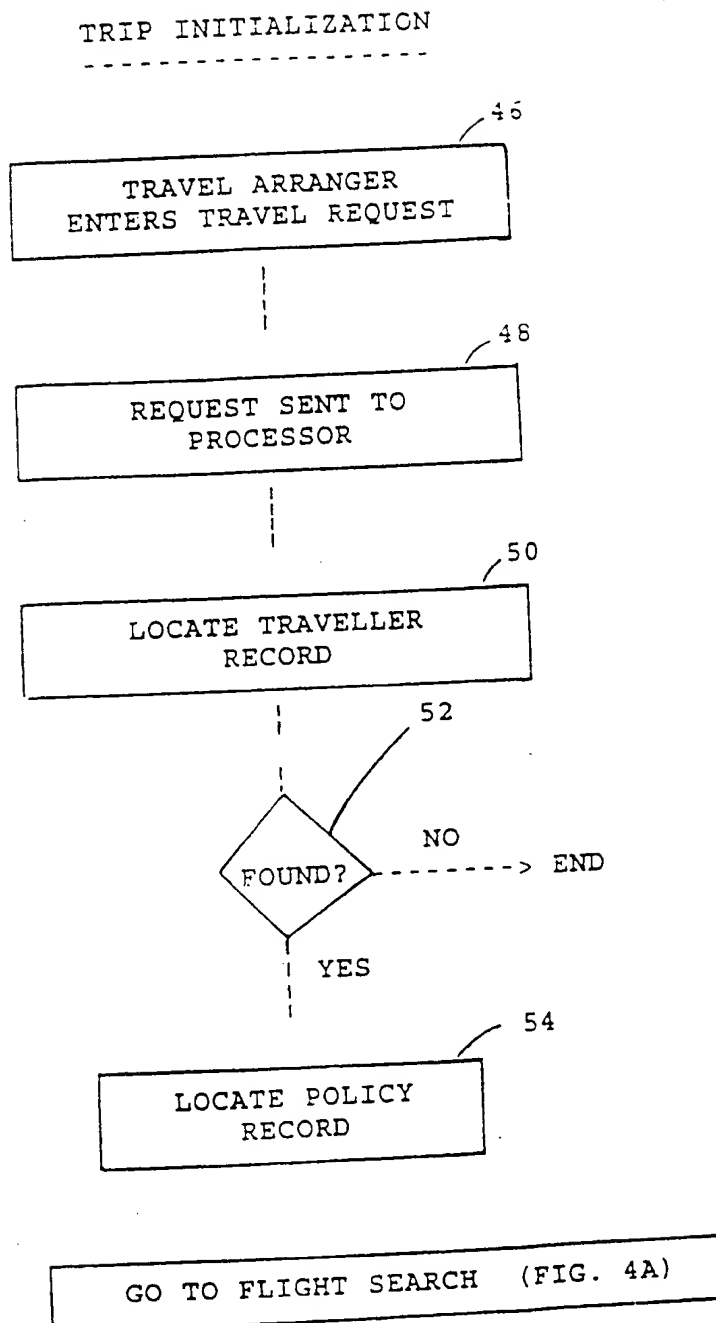 TRIP INITIALIZATION
46
TRAVEL ARRANGER
ENTERS TRAVEL REQUEST
48
REQUEST SENT TO
PROCESSOR
50
LOCATE TRAVELLER
RECORD
52
FOUND?
NO
END
YES
54
LOCATE POLICY
RECORD
GO TO FLIGHT SEARCH (FIG. 4A)